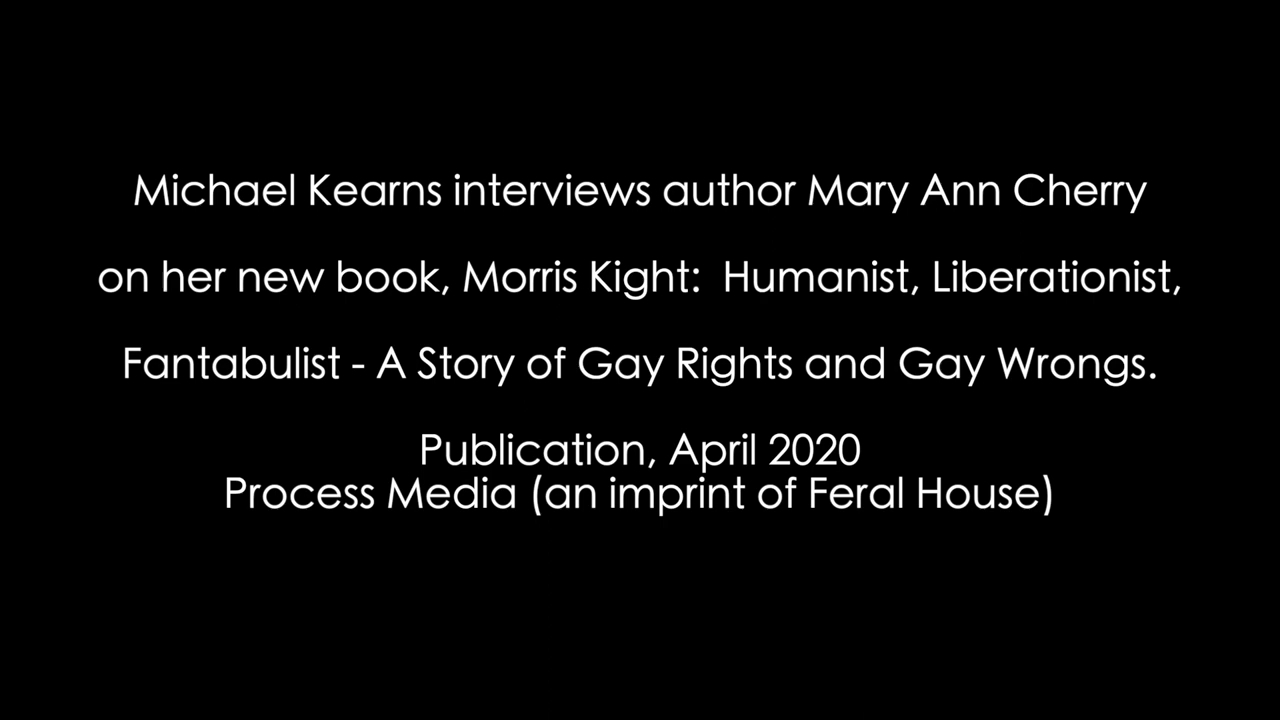 Michael Kearns interviews author Mary Ann Cherry
on her new book, Morris Kight:  Humanist, Liberationist,
Fantabulist - A Story of Gay Rights and Gay Wrongs.
Publication, April 2020
Process Media (an imprint of Feral House)